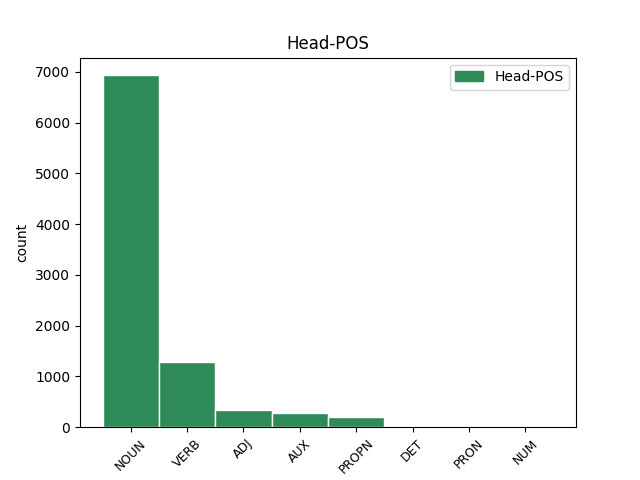 Head-POS
Head-POS
7000
6000
5000
4000
3000
2000
1000
0
count
NOUN
VERB
ADJ
AUX
PROPN
DET
PRON
NUM